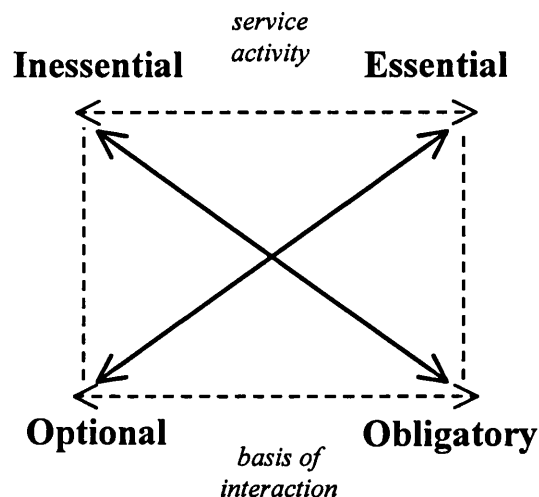 service
activity
Inessential Essential
Optional Obligatory
basis of
interaction